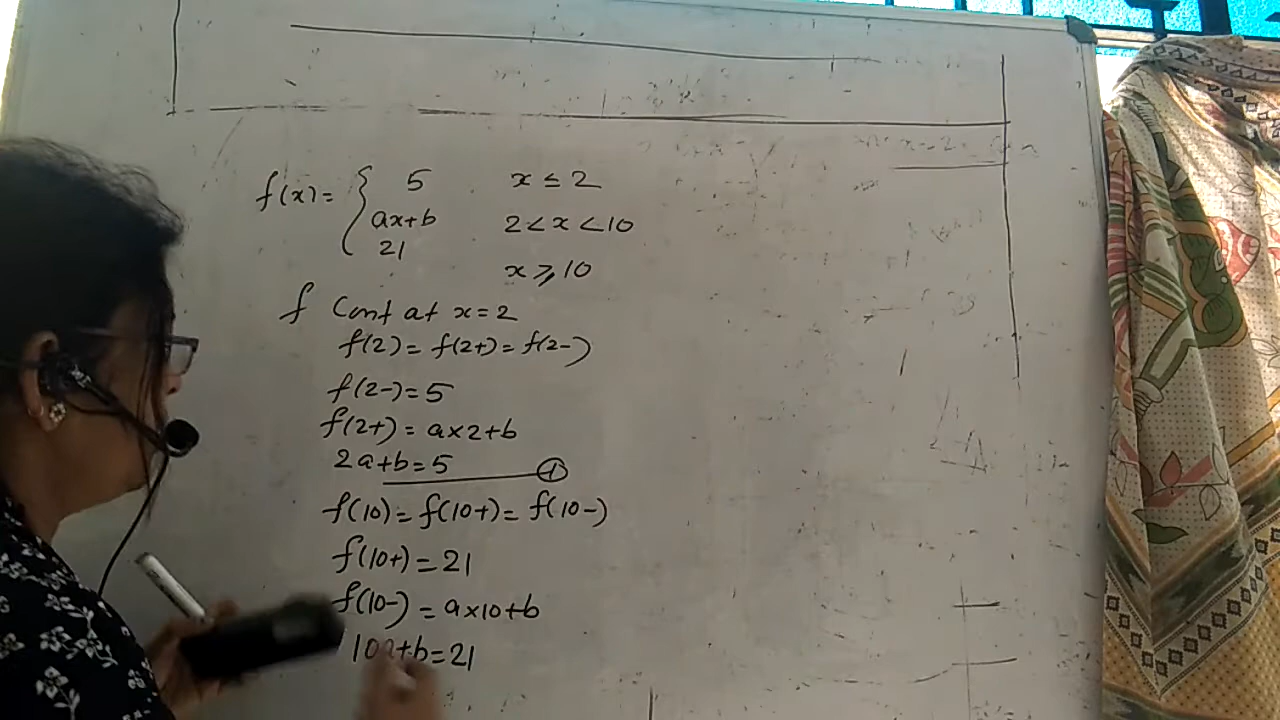 f(x)= { 5 x ≤ 2
ax+b 2 < x < 10
21
x ⩾ 10
f Cont at x=2
f(2) = f(2+) = f(2-)
f(2-) = 5
f(2+) = a×2+b
2a+b=5 ①
f(10) = f(10+) = f(10-)
f(10+) = 21
f(10-) = a×10+b
10a+b=21